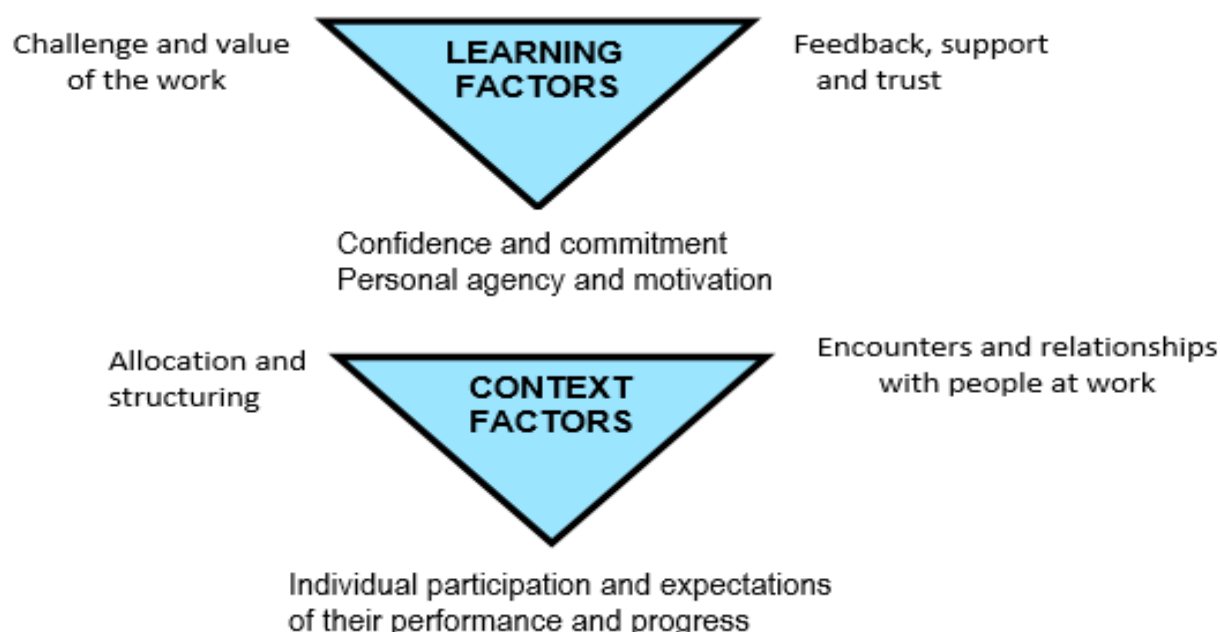 Challenge and value
of the work
LEARNING
FACTORS
Feedback, support
and trust
Confidence and commitment
Personal agency and motivation
Allocation and
structuring
CONTEXT
FACTORS
Encounters and relationships
with people at work
Individual participation and expectations
of their performance and progress